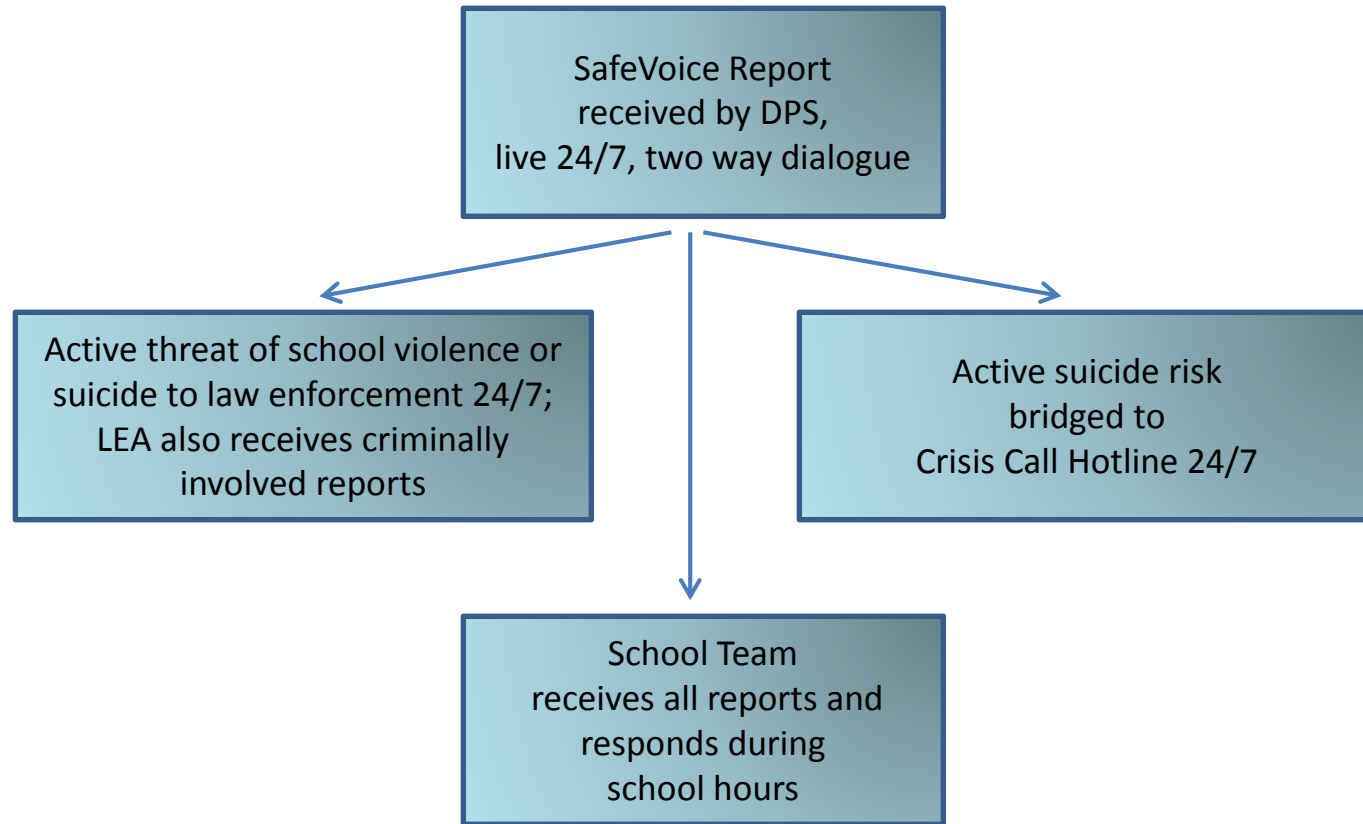 SafeVoice Report
received by DPS,
live 24/7, two way dialogue
Active threat of school violence or
suicide to law enforcement 24/7;
LEA also receives criminally
involved reports
Active suicide risk
bridged to
Crisis Call Hotline 24/7
School Team
receives all reports and
responds during
school hours